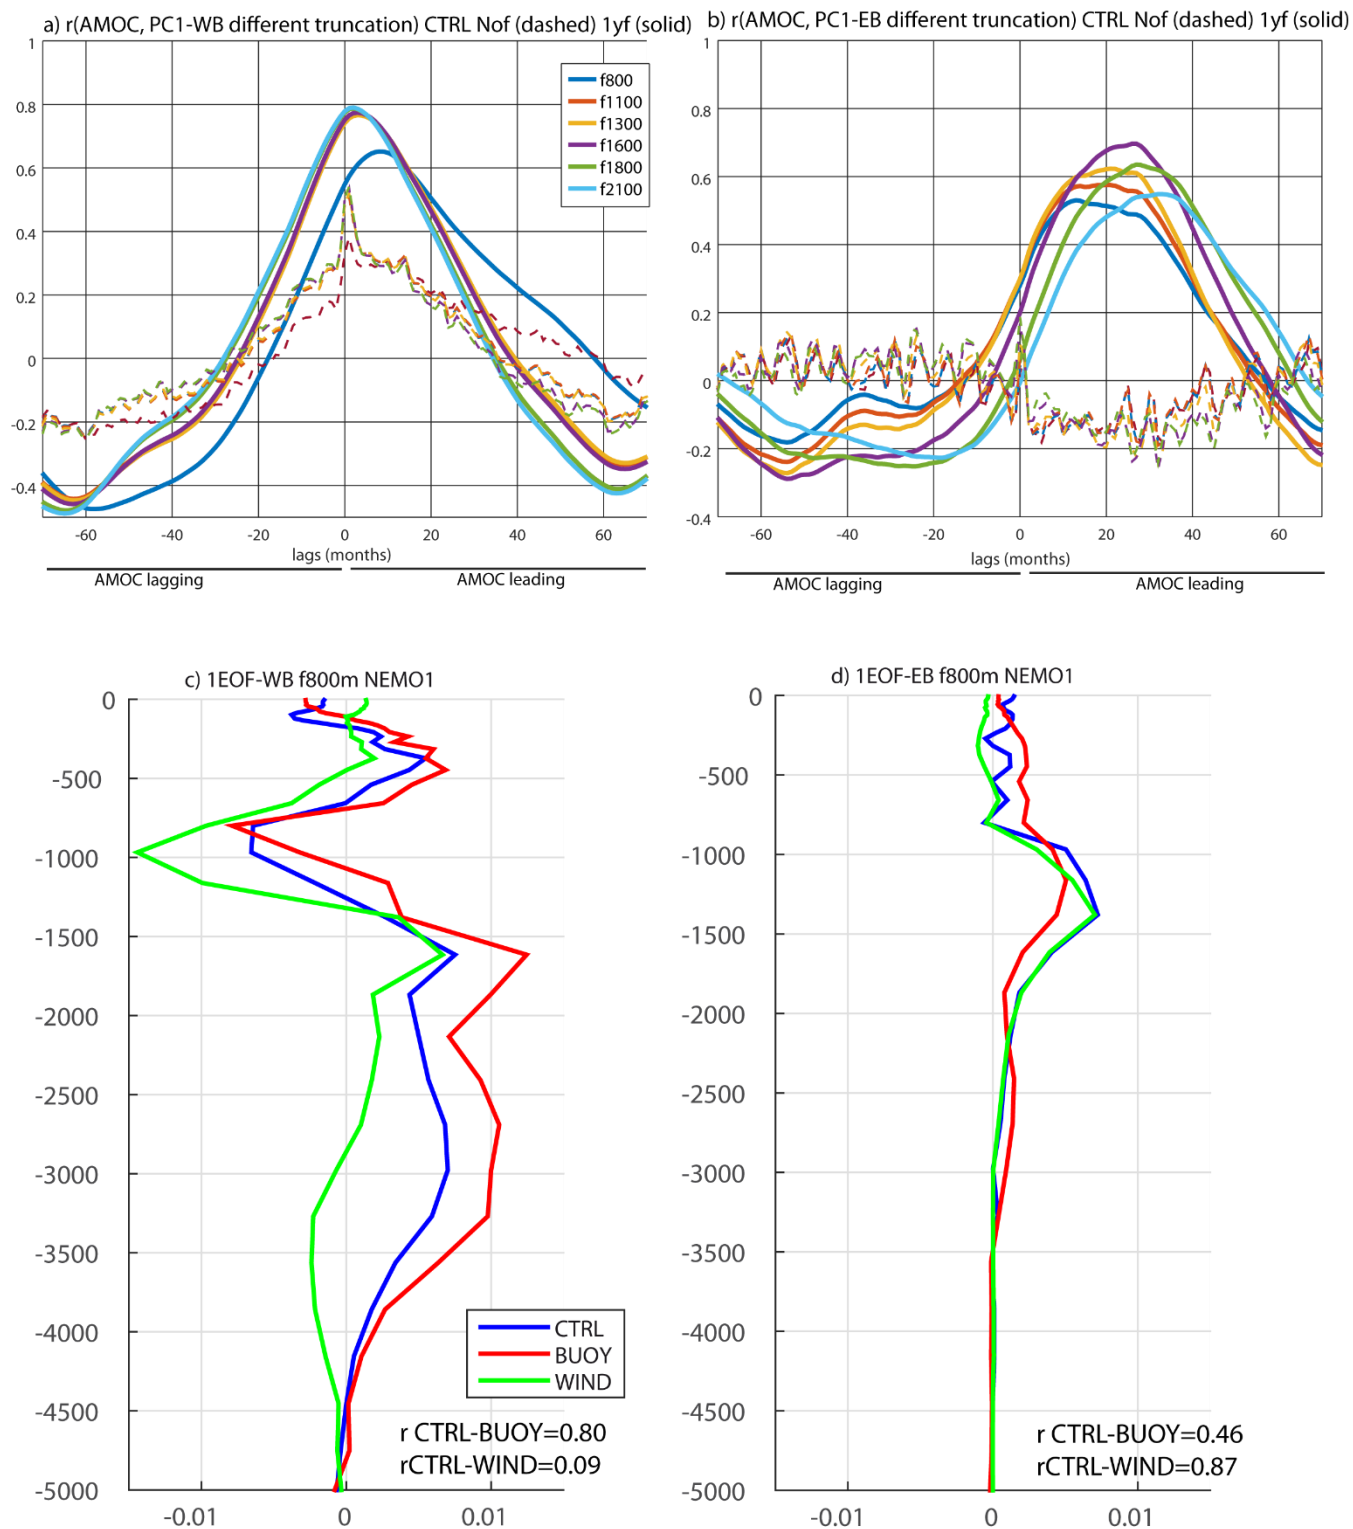 a) r(AMOC, PC1-WB different truncation) CTRL Nof (dashed) 1yf (solid)
1
0.8
0.6
0.4
0.2
0
-0.2
-0.4
f800
f1100
f1300
f1600
f1800
f2100
-60 -40 -20 0 20 40 60
lags (months)
AMOC lagging AMOC leading
b) r(AMOC, PC1-EB different truncation) CTRL Nof (dashed) 1yf (solid)
1
0.8
0.6
0.4
0.2
0
-0.2
-0.4
-60 -40 -20 0 20 40 60
lags (months)
AMOC lagging AMOC leading
c) 1EOF-WB f800m NEMO1
0
-500
-1000
-1500
-2000
-2500
-3000
-3500
-4000
-4500
-5000
CTRL
BUOY
WIND
r CTRL-BUOY=0.80
rCTRL-WIND=0.09
-0.01 0 0.01
d) 1EOF-EB f800m NEMO1
0
-500
-1000
-1500
-2000
-2500
-3000
-3500
-4000
-4500
-5000
r CTRL-BUOY=0.46
rCTRL-WIND=0.87
-0.01 0 0.01